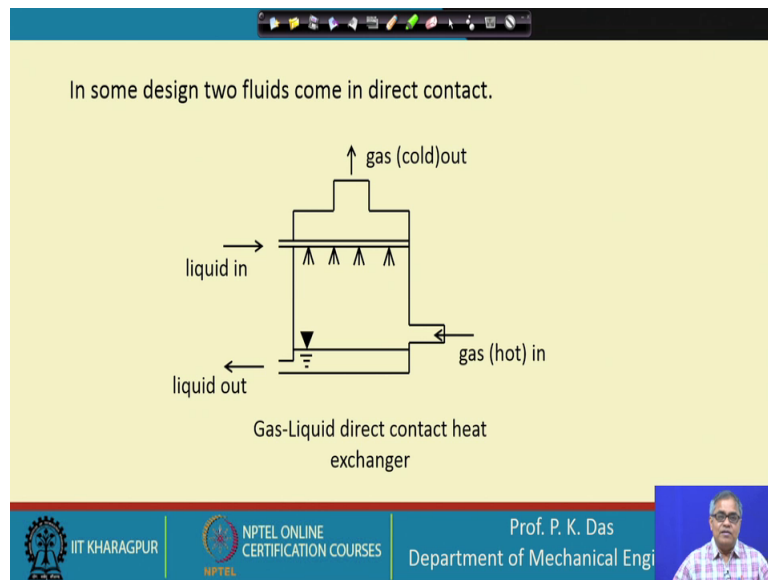 In some design two fluids come in direct contact.
gas (cold)out
liquid in
gas (hot) in
liquid out
Gas-Liquid direct contact heat
exchanger
IIT KHARAGPUR
NPTEL
NPTEL ONLINE
CERTIFICATION COURSES
Prof. P. K. Das
Department of Mechanical Engi